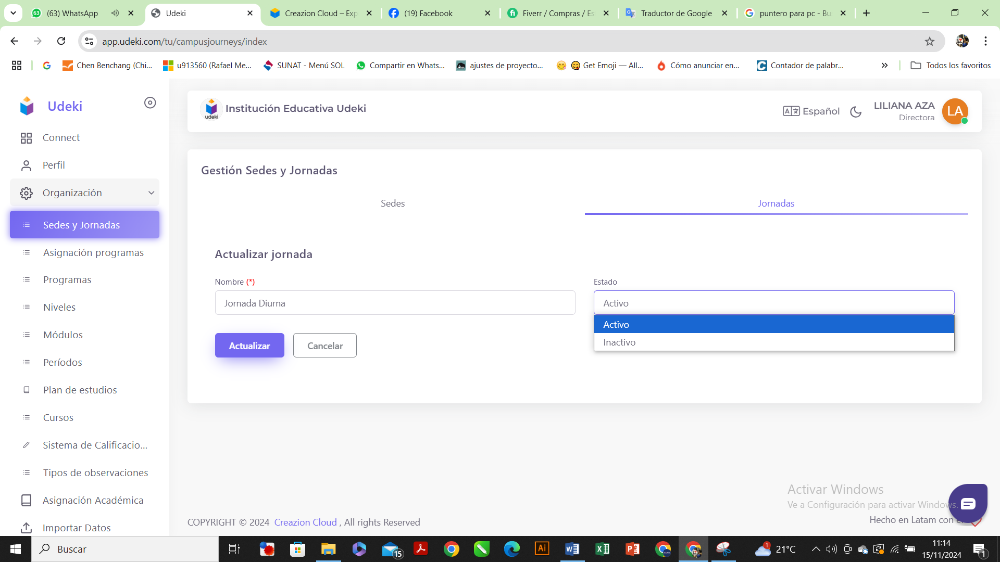 (63) WhatsApp
Udeki
Creazion Cloud – Exp
(19) Facebook
Fiverr / Compras / Es
Traductor de Google
puntero para pc - Bu
app.udeki.com/tu/campusjourneys/index
Chen Benchang (Chi...
u913560 (Rafael Me...
SUNAT - Menú SOL
Compartir en Whats...
ajustes de proyecto...
Get Emoji — All...
Cómo anunciar en...
Contador de palabr...
Todos los favoritos
Udeki
Connect
Perfil
Organización
Sedes y Jornadas
Asignación programas
Programas
Niveles
Módulos
Períodos
Plan de estudios
Cursos
Sistema de Calificacio...
Tipos de observaciones
Asignación Académica
Importar Datos
udeki
Institución Educativa Udeki
Español
LILIANA AZA
Directora
LA
Gestión Sedes y Jornadas
Sedes
Jornadas
Actualizar jornada
Nombre (*)
Jornada Diurna
Estado
Activo
Activo
Inactivo
Actualizar
Cancelar
Activar Windows
Ve a Configuración para activar Windows.
COPYRIGHT © 2024 Creazion Cloud , All rights Reserved
Hecho en Latam con
Buscar
15
Ai
1
21°C
11:14
15/11/2024
1